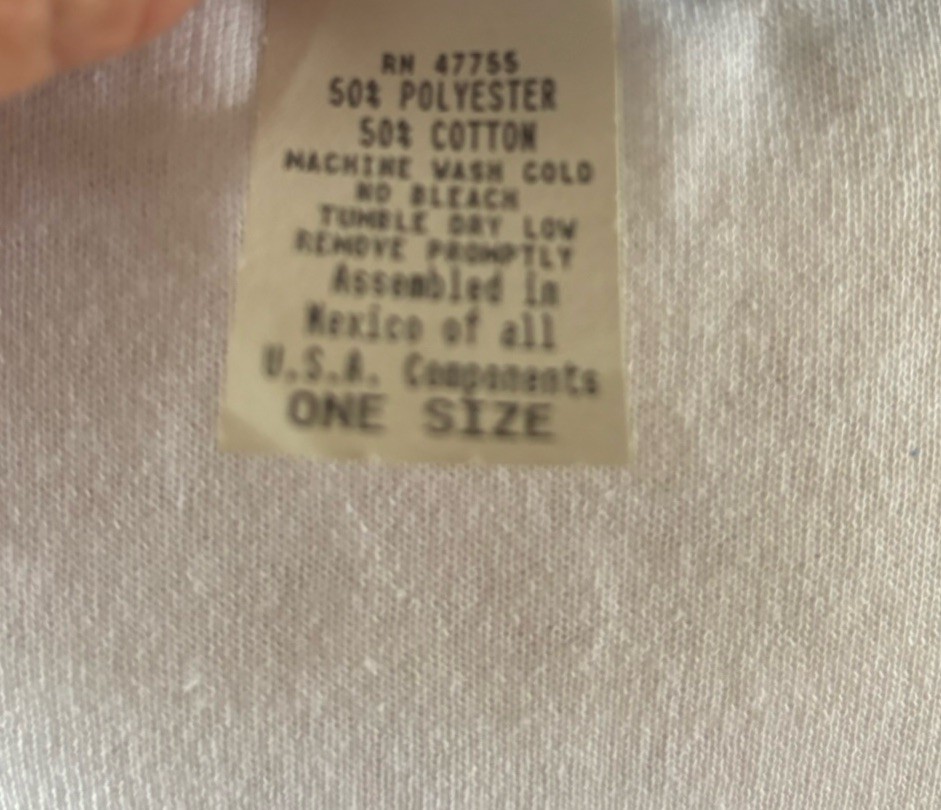 RN 47755
50% POLYESTER
50% COTTON
MACHINE WASH COLD
NO BLEACH
TUMBLE DRY LOW
REMOVE PROMPTLY
Assembled in
Mexico of all
U.S.A. Components
ONE SIZE